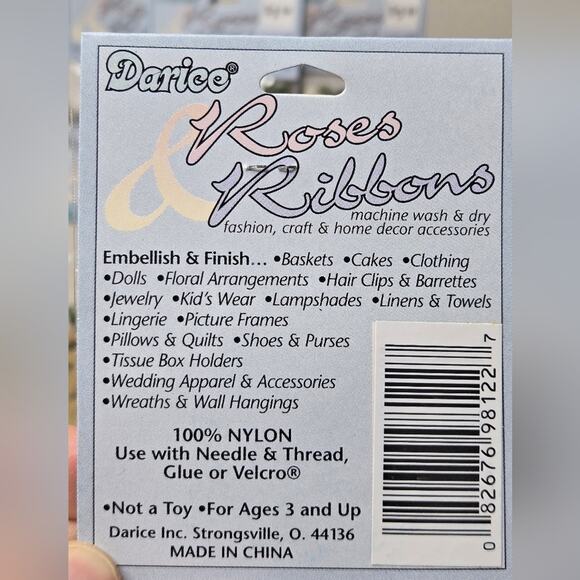 Darice®
Roses
& Ribbons
machine wash & dry
fashion, craft & home decor accessories
Embellish & Finish... •Baskets •Cakes •Clothing
•Dolls •Floral Arrangements •Hair Clips & Barrettes
•Jewelry •Kid's Wear •Lampshades •Linens & Towels
•Lingerie •Picture Frames
•Pillows & Quilts •Shoes & Purses
•Tissue Box Holders
•Wedding Apparel & Accessories
•Wreaths & Wall Hangings
100% NYLON
Use with Needle & Thread,
Glue or Velcro®
•Not a Toy •For Ages 3 and Up
Darice Inc. Strongsville, O. 44136
MADE IN CHINA
0 82676 98122 7